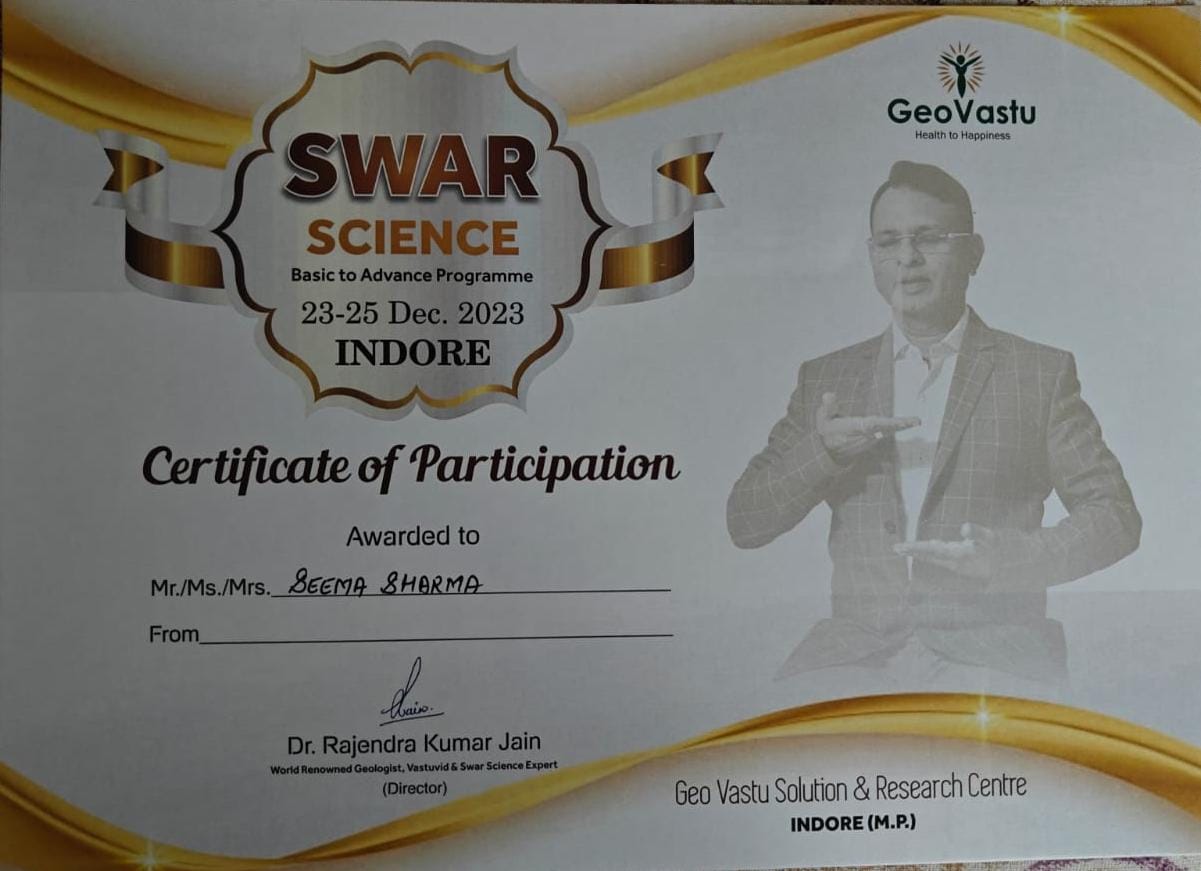 SWAR
SCIENCE
Basic to Advance Programme
23-25 Dec. 2023
INDORE
GeoVastu
Health to Happiness
Certificate of Participation
Awarded to
Mr./Ms./Mrs. SEEMA SHARMA
From
Jain.
Dr. Rajendra Kumar Jain
World Renowned Geologist, Vastuvid & Swar Science Expert
(Director)
Geo Vastu Solution & Research Centre
INDORE (M.P.)